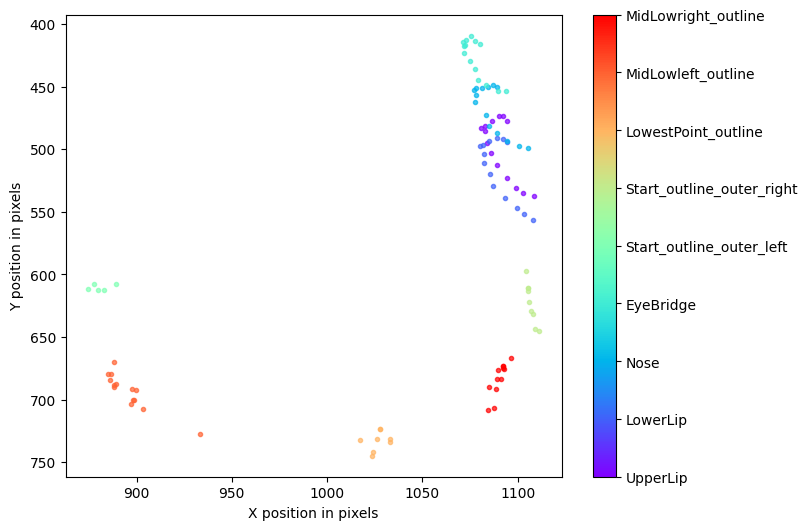 400
450
500
550
600
650
700
750
Y position in pixels
900
950
1000
1050
1100
X position in pixels
MidLowright_outline
MidLowleft_outline
LowestPoint_outline
Start_outline_outer_right
Start_outline_outer_left
EyeBridge
Nose
LowerLip
UpperLip